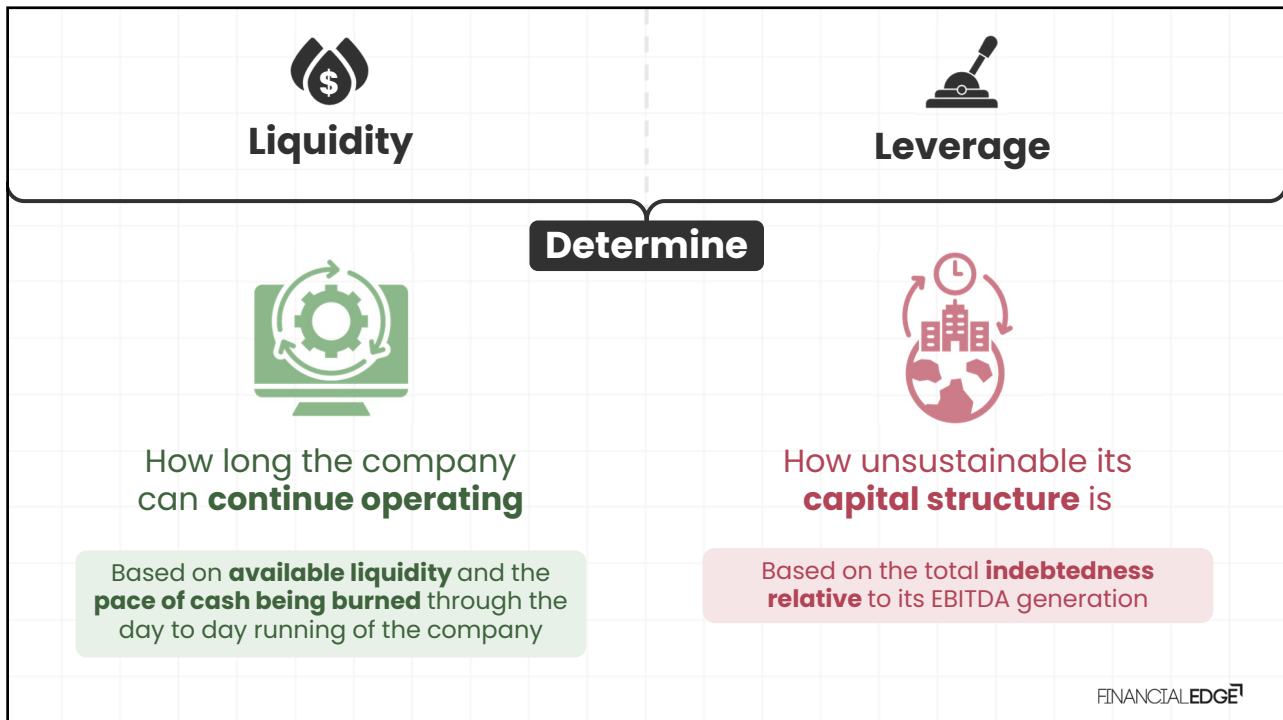 $
Liquidity
Leverage
Determine
How long the company
can continue operating
Based on available liquidity and the
pace of cash being burned through the
day to day running of the company
How unsustainable its
capital structure is
Based on the total indebtedness
relative to its EBITDA generation
FINANCIALEDGE